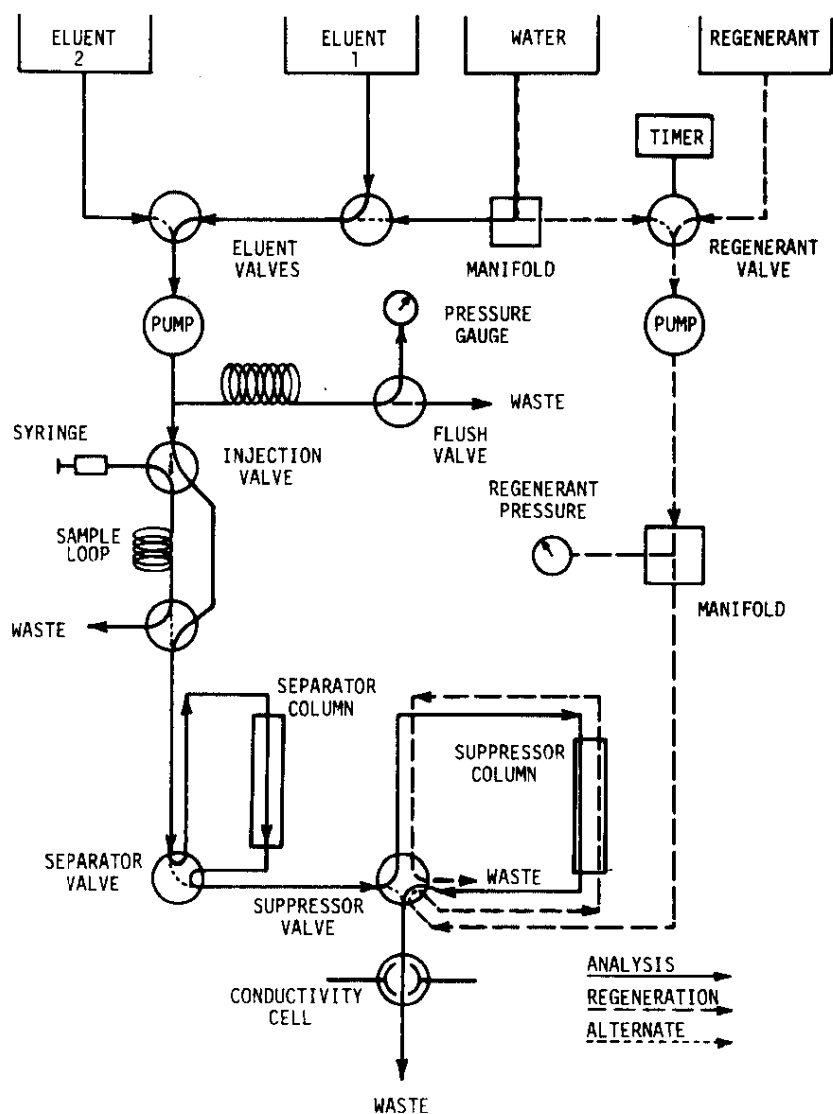 ELUENT
2
ELUENT
1
WATER
REGENERANT
TIMER
ELUENT
VALVES
MANIFOLD
REGENERANT
VALVE
PUMP
PRESSURE
GAUGE
PUMP
WASTE
SYRINGE
INJECTION
VALVE
FLUSH
VALVE
REGENERANT
PRESSURE
SAMPLE
LOOP
MANIFOLD
WASTE
SEPARATOR
COLUMN
SUPPRESSOR
COLUMN
SEPARATOR
VALVE
WASTE
SUPPRESSOR
VALVE
ANALYSIS
REGENERATION
ALTERNATE
CONDUCTIVITY
CELL
WASTE